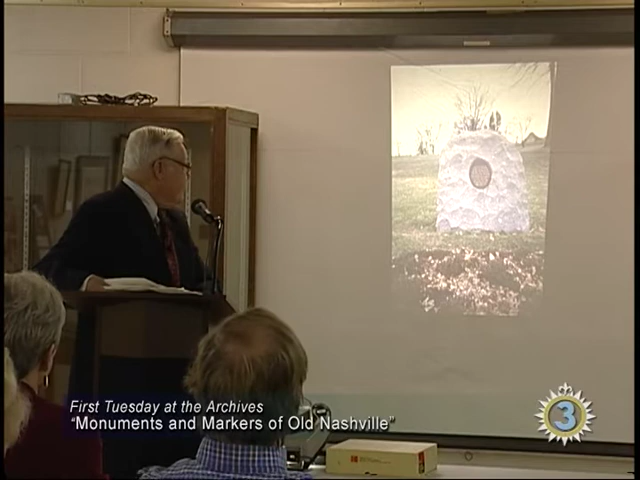 First Tuesday at the Archives
"Monuments and Markers of Old Nashville"
3